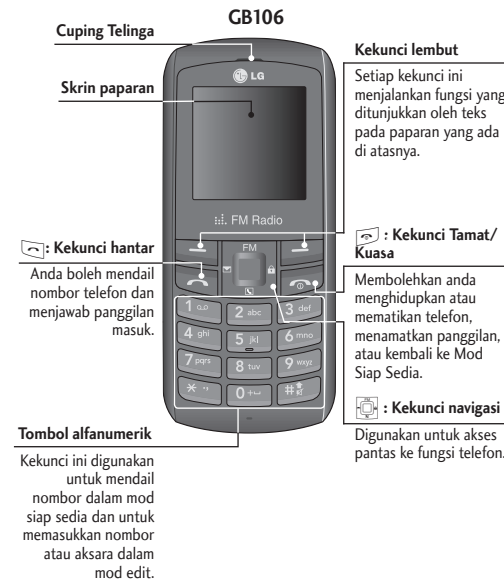 GB106
Cuping Telinga
Skrin paparan
: Kekunci hantar
Anda boleh mendail
nombor telefon dan
menjawab panggilan
masuk.
Tombol alfanumerik
Kekunci ini digunakan
untuk mendail
nombor dalam mod
siap sedia dan untuk
memasukkan nombor
atau aksara dalam
mod edit.
LG
FM Radio
FM
1
2 abc
3 def
4 ghi
5 jkl
6 mno
7 pqrs
8 tuv
9 wxyz
*
0 +
#
Kekunci lembut
Setiap kekunci ini
menjalankan fungsi yang
ditunjukkan oleh teks
pada paparan yang ada
di atasnya.
: Kekunci Tamat/
Kuasa
Membolehkan anda
menghidupkan atau
mematikan telefon,
menamatkan panggilan,
atau kembali ke Mod
Siap Sedia.
: Kekunci navigasi
Digunakan untuk akses
pantas ke fungsi telefon.